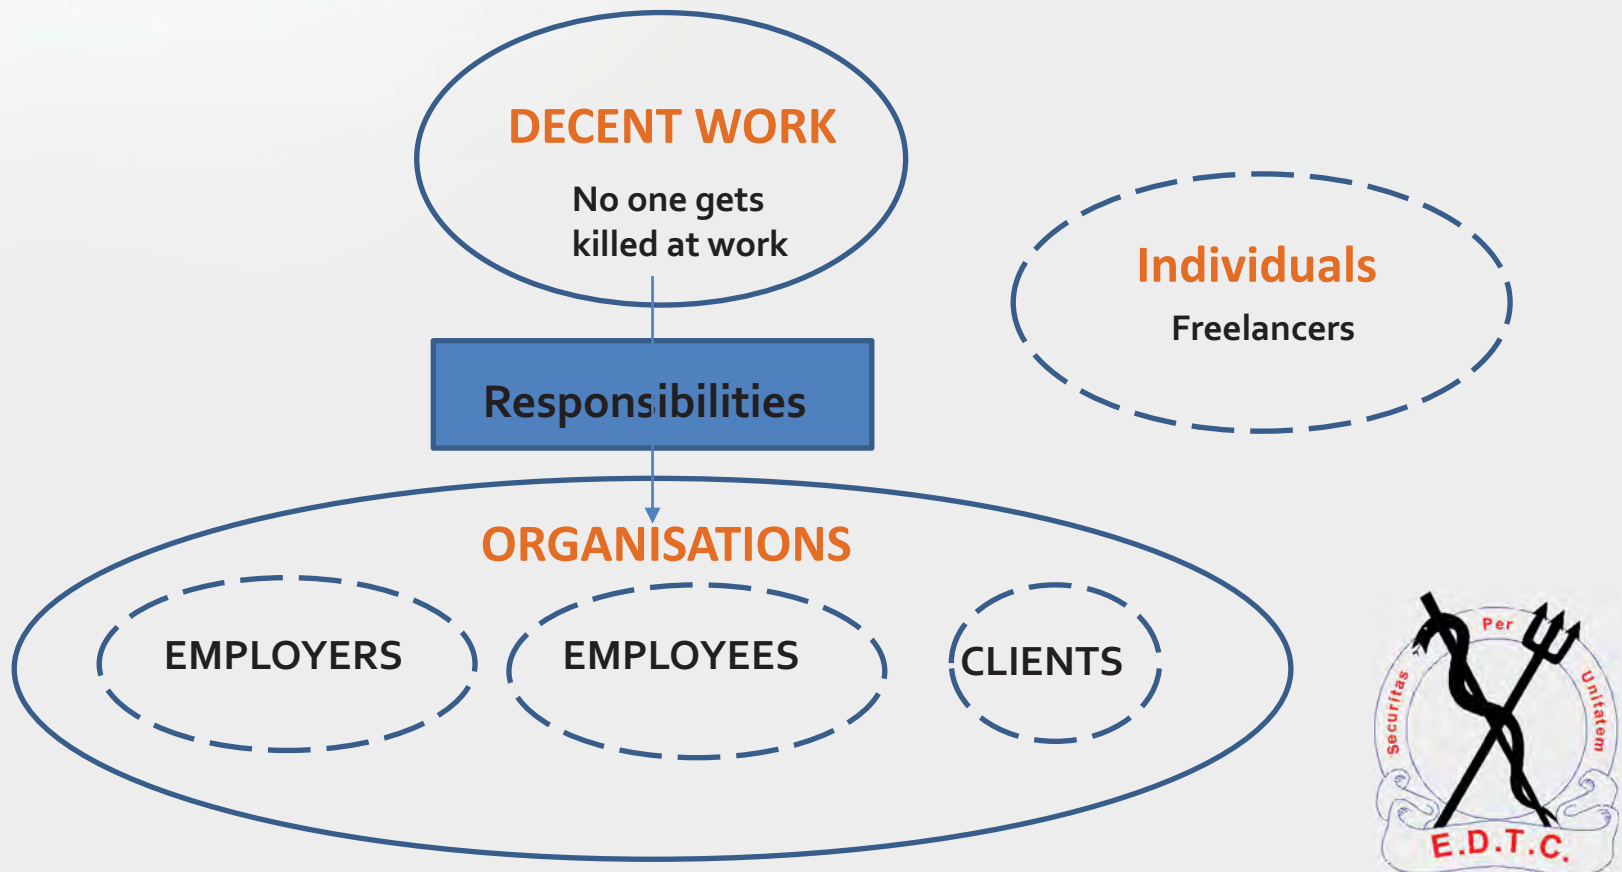 DECENT WORK
No one gets
killed at work
Individuals
Freelancers
Responsibilities
ORGANISATIONS
EMPLOYERS
EMPLOYEES
CLIENTS
Securitas Per Unitatem
E.D.T.C.